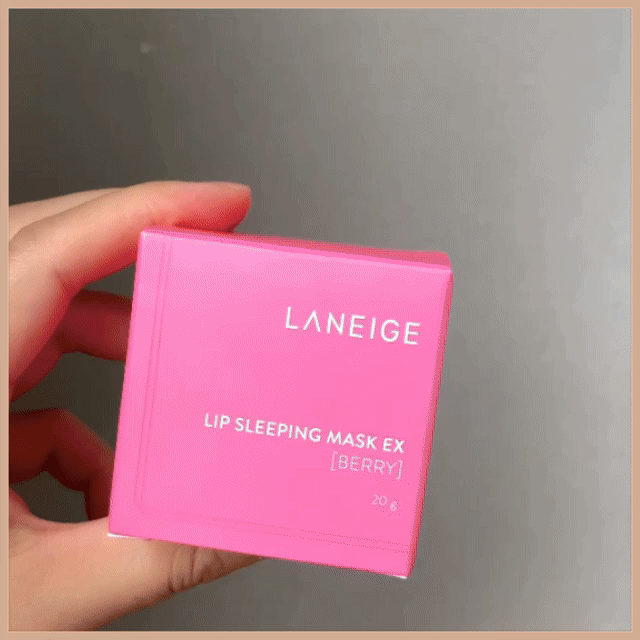 LANEIGE
LIP SLEEPING MASK EX
[BERRY]
20 g